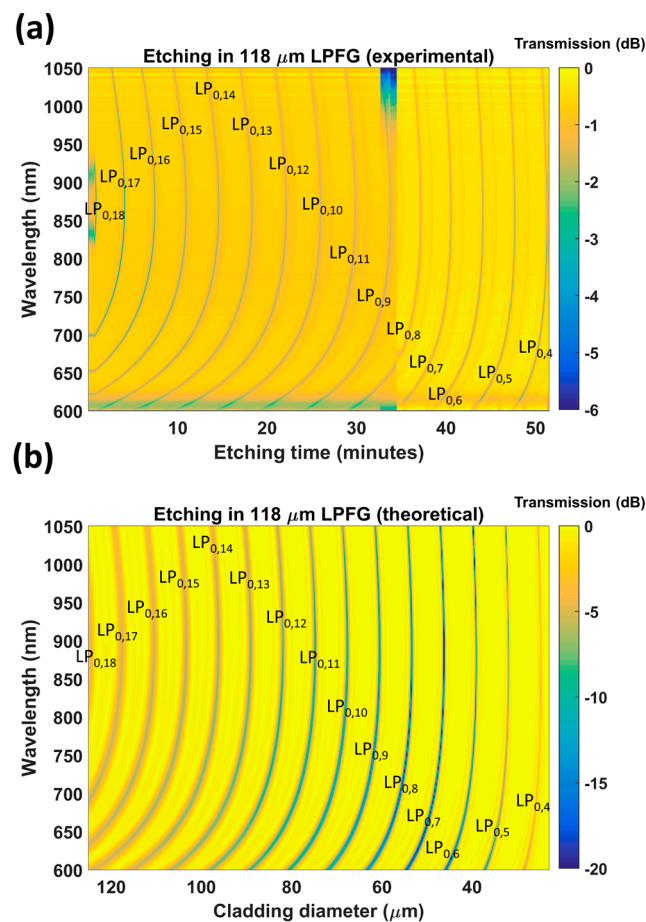 (a)
Etching in 118 μm LPFG (experimental)
Transmission (dB)
1050
1000
950
900
850
800
750
700
650
600
Wavelength (nm)
LP0,14
LP0,15
LP0,13
LP0,16
LP0,12
LP0,17
LP0,18
LP0,10
LP0,11
LP0,9
LP0,8
LP0,7
LP0,4
LP0,5
LP0,6
10
20
30
40
50
Etching time (minutes)
0
-1
-2
-3
-4
-5
-6
(b)
Etching in 118 μm LPFG (theoretical)
Transmission (dB)
1050
1000
950
900
850
800
750
700
650
600
Wavelength (nm)
LP0,14
LP0,15
LP0,13
LP0,16
LP0,12
LP0,17
LP0,18
LP0,11
LP0,10
LP0,9
LP0,8
LP0,4
LP0,7
LP0,5
LP0,6
120
100
80
60
40
Cladding diameter (μm)
0
-5
-10
-15
-20